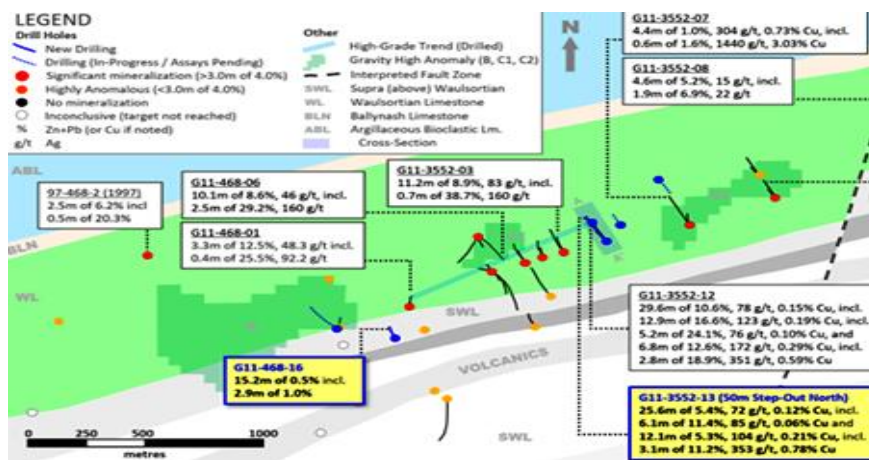 LEGEND
Drill Holes
New Drilling
Drilling (In-Progress / Assays Pending)
Significant mineralization (>3.0m of 4.0%)
Highly Anomalous (<3.0m of 4.0%)
No mineralization
Inconclusive (target not reached)
% Zn+Pb (or Cu if noted)
g/t Ag
Other
High-Grade Trend (Drilled)
Gravity High Anomaly (B, C1, C2)
Interpreted Fault Zone
SWL Supra (above) Waulsortian
WL Waulsortian Limestone
BLN Ballynash Limestone
ABL Argillaceous Bioclastic Lm.
Cross-Section
N
G11-3552-07
4.4m of 1.0%, 304 g/t, 0.73% Cu, incl.
0.6m of 1.6%, 1440 g/t, 3.03% Cu
G11-3552-08
4.6m of 5.2%, 15 g/t, incl.
1.9m of 6.9%, 22 g/t
ABL
97-468-2 (1997)
2.5m of 6.2% incl
0.5m of 20.3%
G11-468-06
10.1m of 8.6%, 46 g/t, incl.
2.5m of 29.2%, 160 g/t
G11-3552-03
11.2m of 8.9%, 83 g/t, incl.
0.7m of 38.7%, 160 g/t
G11-468-01
3.3m of 12.5%, 48.3 g/t incl.
0.4m of 25.5%, 92.2 g/t
BLN
WL
SWL
VOLCANICS
SWL
SWL
G11-468-16
15.2m of 0.5% incl.
2.9m of 1.0%
G11-3552-12
29.6m of 10.6%, 78 g/t, 0.15% Cu, incl.
12.9m of 16.6%, 123 g/t, 0.19% Cu, incl.
5.2m of 24.1%, 76 g/t, 0.10% Cu, and
6.8m of 12.6%, 172 g/t, 0.29% Cu, incl.
2.8m of 18.9%, 351 g/t, 0.59% Cu
G11-3552-13 (50m Step-Out North)
25.6m of 5.4%, 72 g/t, 0.12% Cu, incl.
6.1m of 11.4%, 85 g/t, 0.06% Cu and
12.1m of 5.3%, 104 g/t, 0.21% Cu, incl.
3.1m of 11.2%, 353 g/t, 0.78% Cu
0 250 500 1000
metres